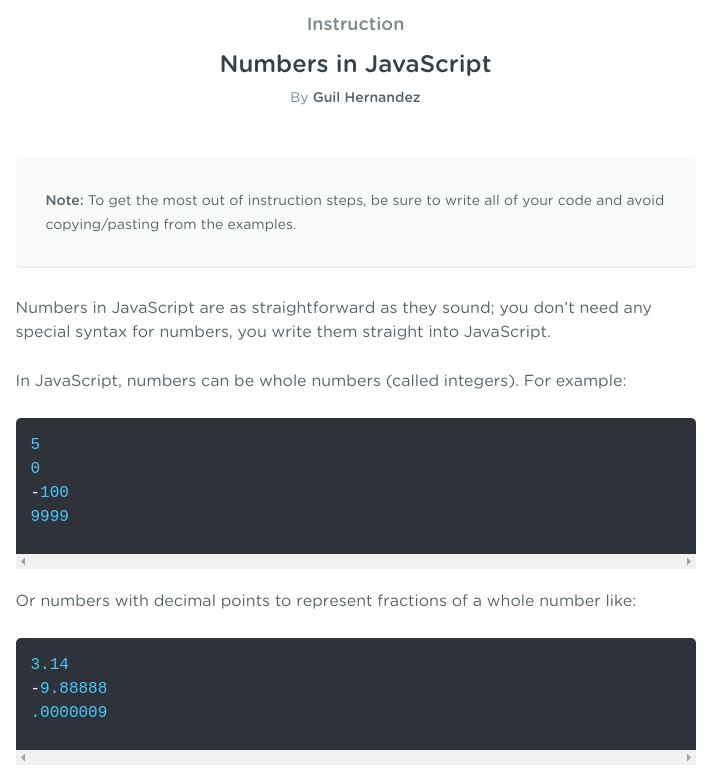 Instruction
Numbers in JavaScript
By Guil Hernandez
Note: To get the most out of instruction steps, be sure to write all of your code and avoid
copying/pasting from the examples.
Numbers in JavaScript are as straightforward as they sound; you don’t need any
special syntax for numbers, you write them straight into JavaScript.
In JavaScript, numbers can be whole numbers (called integers). For example:
5
0
-100
9999
Or numbers with decimal points to represent fractions of a whole number like:
3.14
-9.88888
.0000009